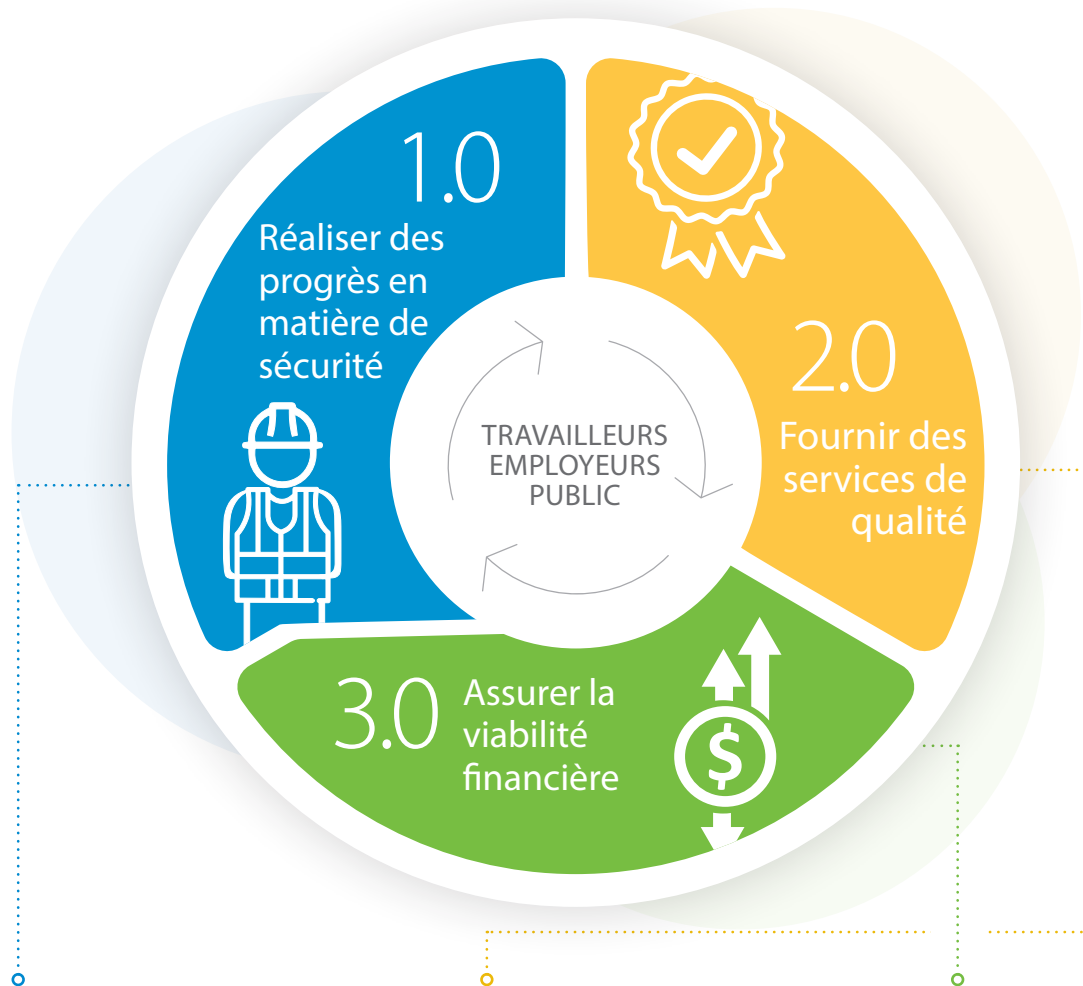 1.0
Réaliser des
progrès en
matière de
sécurité
2.0
Fournir des
services de
qualité
3.0
Assurer la
viabilité
financière
$
TRAVAILLEURS
EMPLOYEURS
PUBLIC